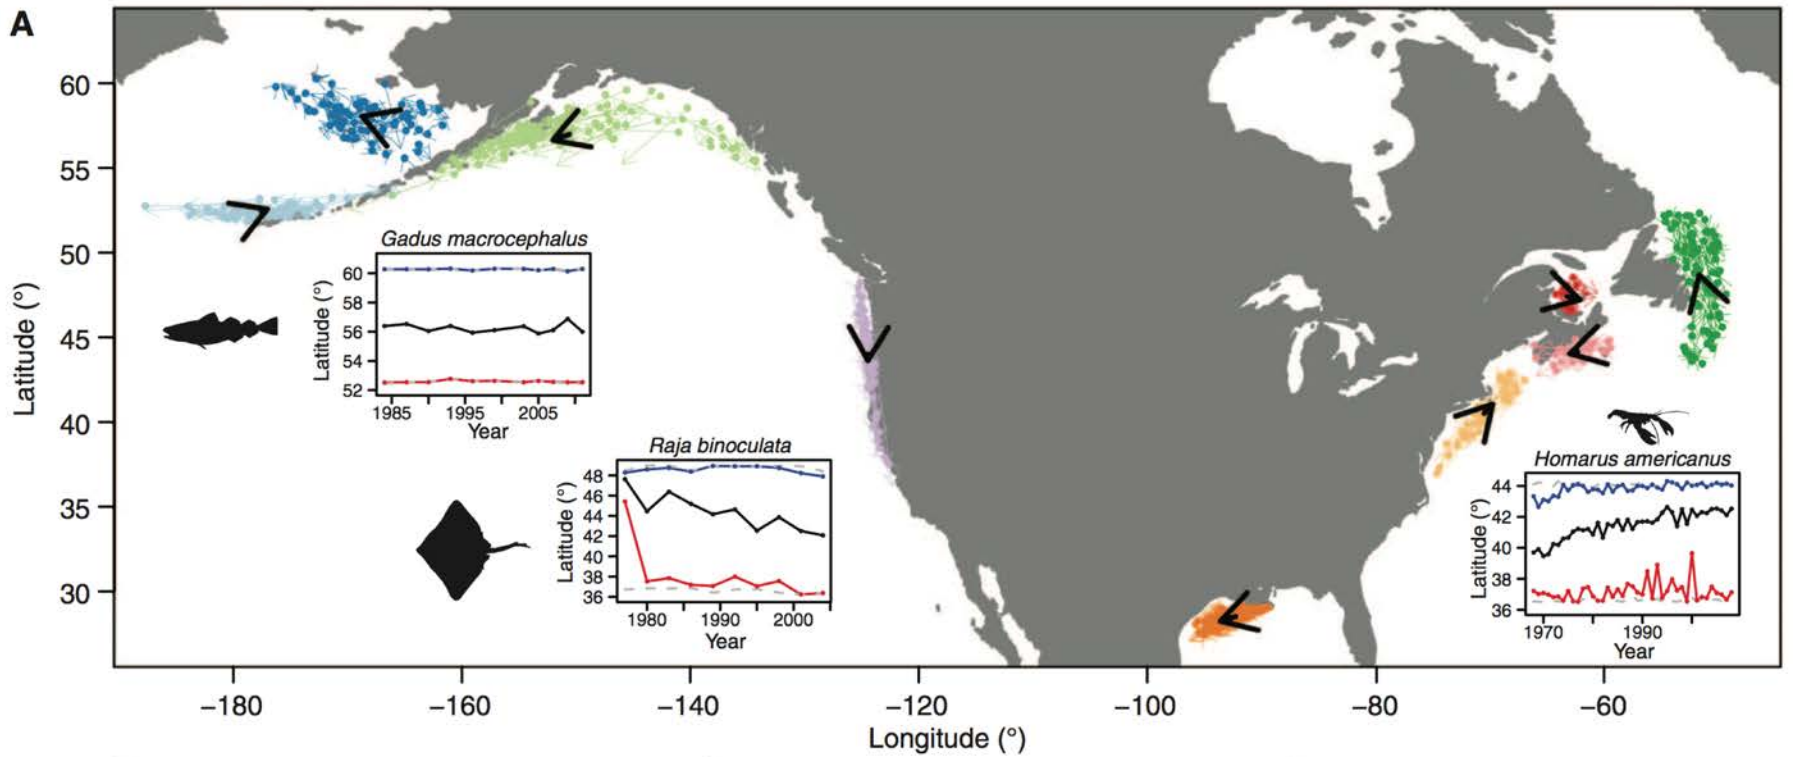 A
60
55
50
45
40
35
30
Latitude (°)
Gadus macrocephalus
60
58
56
54
52
Latitude (°)
1985 1995 2005
Year
Raja binoculata
48
46
44
42
40
38
36
Latitude (°)
1980 1990 2000
Year
Homarus americanus
44
42
40
38
36
Latitude (°)
1970 1990
Year
−180 −160 −140 −120 −100 −80 −60
Longitude (°)